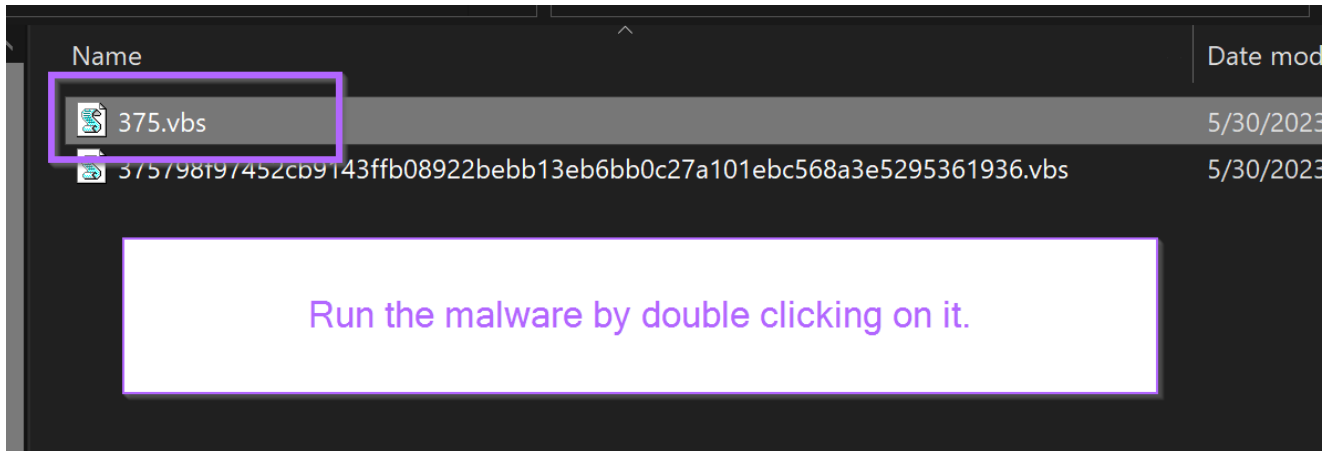 Name
Date mod
375.vbs
5/30/2023
375798f97452cb9143ffb08922bebb13eb6bb0c27a101ebc568a3e5295361936.vbs
5/30/2023
Run the malware by double clicking on it.